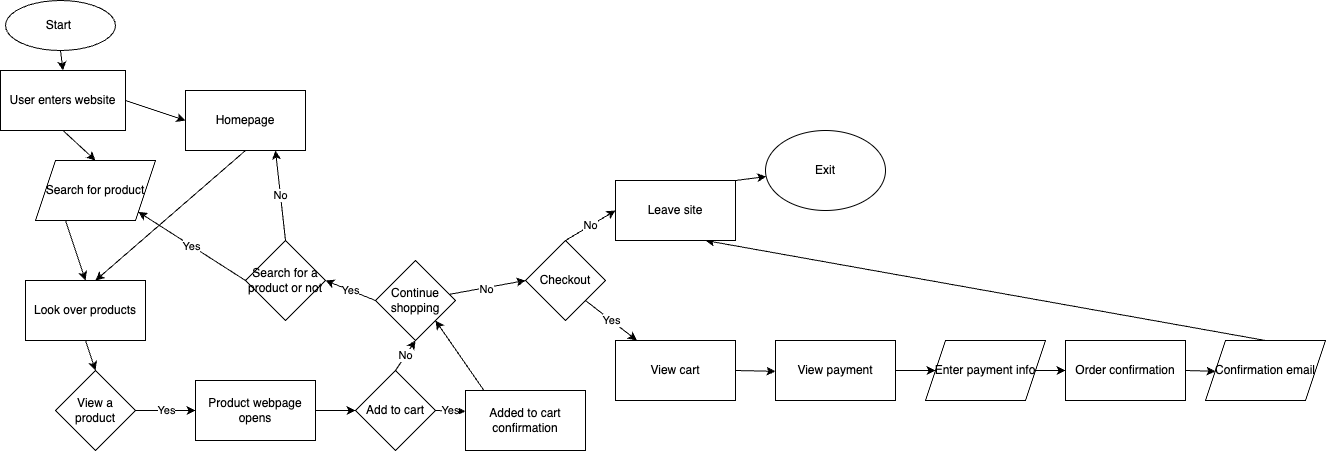 Start
User enters website
Homepage
Search for product
No
Exit
Leave site
No
Yes
Search for a
product or not
Yes
Continue
shopping
No
Checkout
Look over products
Yes
No
View cart
View payment
Enter payment info
Order confirmation
Confirmation email
View a
product
Yes
Product webpage
opens
Add to cart
Yes
Added to cart
confirmation